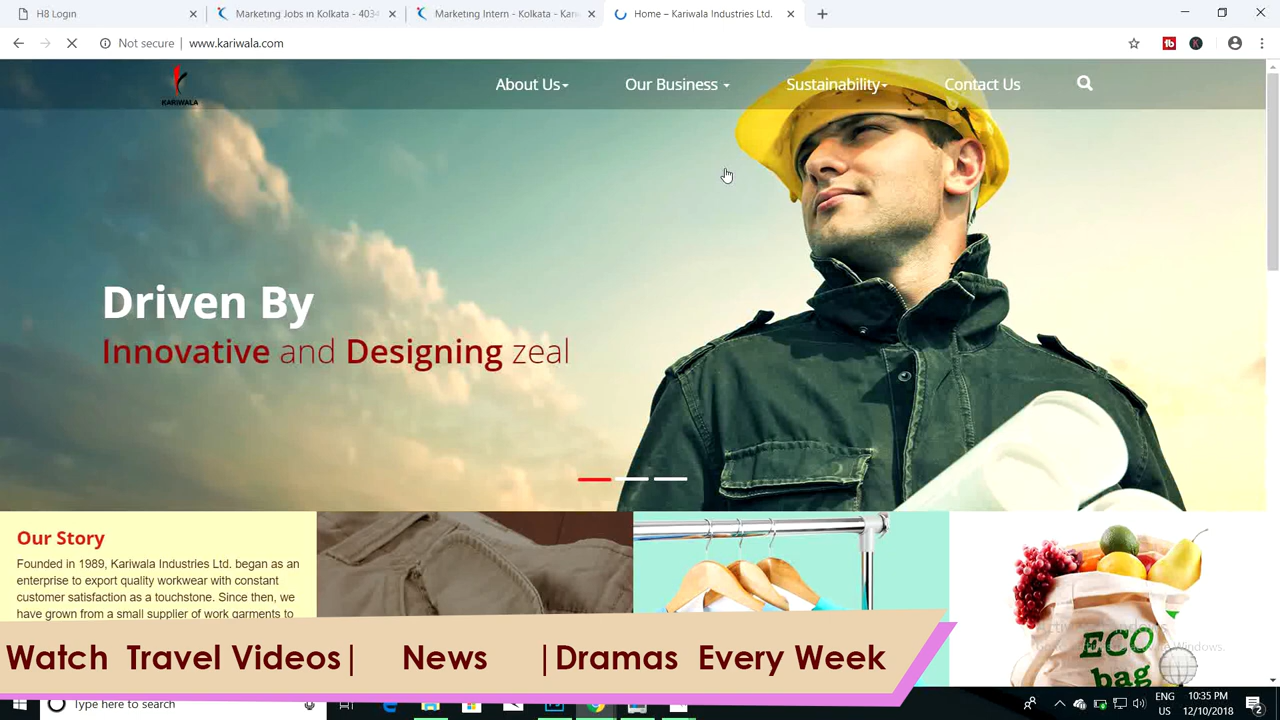 H8 Login
Marketing Jobs in Kolkata - 4034
Marketing Intern - Kolkata - Kari
Home – Kariwala Industries Ltd.
Not secure | www.kariwala.com
KARIWALA
About Us
Our Business
Sustainability
Contact Us
Driven By
Innovative and Designing zeal
Our Story
Founded in 1989, Kariwala Industries Ltd. began as an
enterprise to export quality workwear with constant
customer satisfaction as a touchstone. Since then, we
have grown from a small supplier of work garments to
ECO
bag
Watch Travel Videos| News |Dramas Every Week
Type here to search
ENG
US
10:35 PM
12/10/2018
2